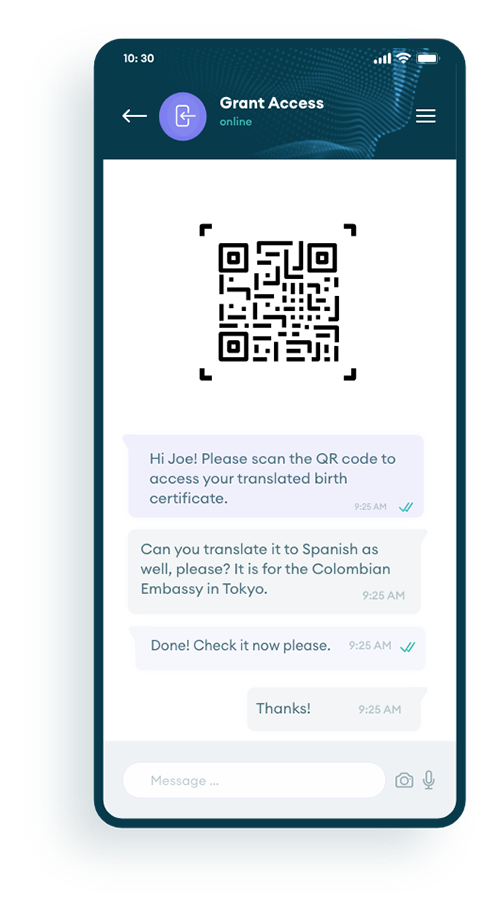 10: 30
Grant Access
online
Hi Joe! Please scan the QR code to
access your translated birth
certificate.
9:25 AM
Can you translate it to Spanish as
well, please? It is for the Colombian
Embassy in Tokyo.
9:25 AM
Done! Check it now please. 9:25 AM
Thanks! 9:25 AM
Message ...